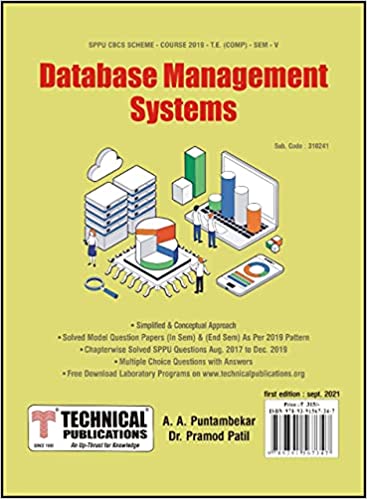 SPPU CBCS SCHEME - COURSE 2019 - T.E. (COMP) - SEM - V
Database Management
Systems
Sub. Code : 310241
• Simplified & Conceptual Approach
• Solved Model Question Papers (In Sem) & (End Sem) As Per 2019 Pattern
• Chapterwise Solved SPPU Questions Aug. 2017 to Dec. 2019
• Multiple Choice Questions with Answers
• Free Download Laboratory Programs on www.technicalpublications.org
first edition : sept. 2021
TECHNICAL
PUBLICATIONS
SINCE 1993
An Up-Thrust for Knowledge
A. A. Puntambekar
Dr. Pramod Patil